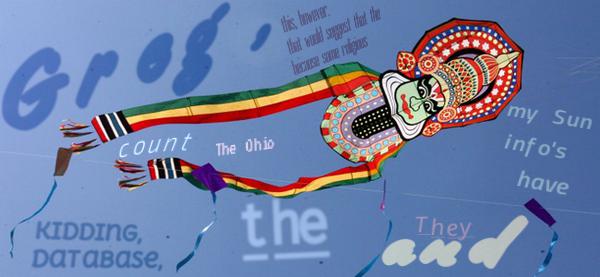 Greg,
this, however.
that would suggest that the
because some religious
my Sun
info's
have
count
The Ohio
the
They
and
KIDDING,
DATABASE,